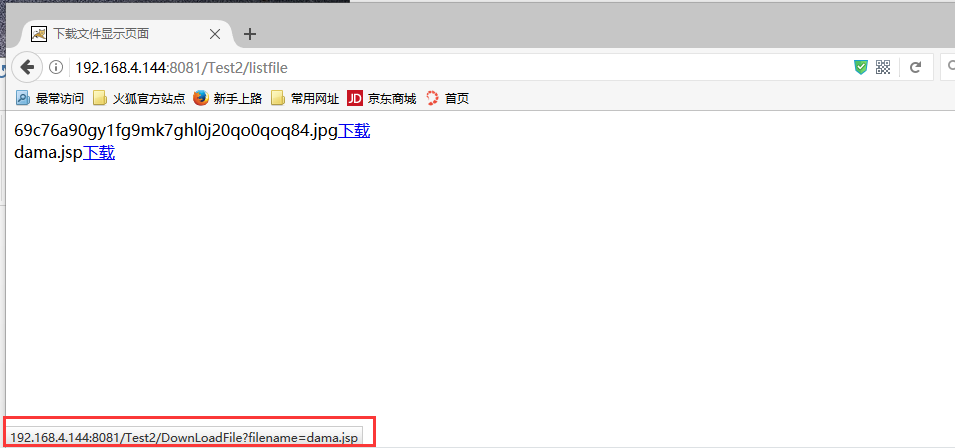 下载文件显示页面
192.168.4.144:8081/Test2/listfile
最常访问 火狐官方站点 新手上路 常用网址 JD 京东商城 首页
69c76a90gy1fg9mk7ghl0j20qo0qoq84.jpg下载
dama.jsp下载
192.168.4.144:8081/Test2/DownLoadFile?filename=dama.jsp